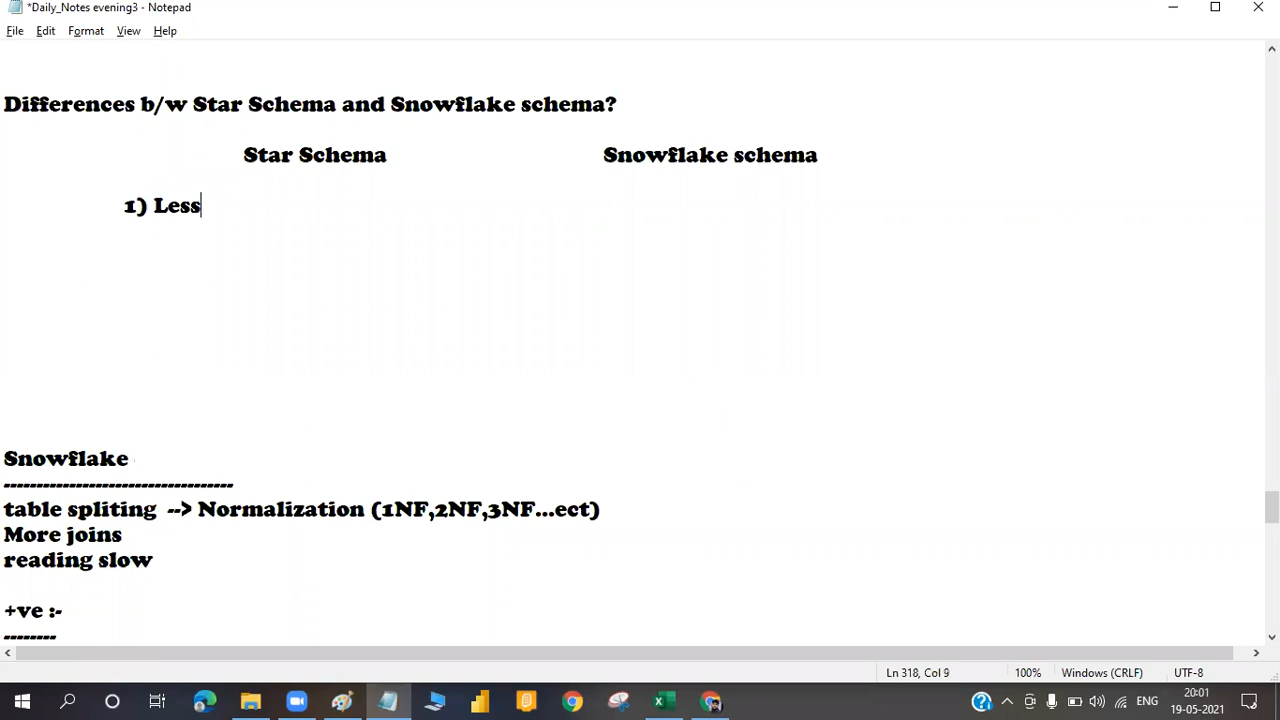 *Daily_Notes evening3 - Notepad
File Edit Format View Help
Differences b/w Star Schema and Snowflake schema?
Star Schema Snowflake schema
1) Less
Snowflake
-----------------------------------
table spliting --> Normalization (1NF,2NF,3NF...ect)
More joins
reading slow
+ve :-
--------
Ln 318, Col 9 100% Windows (CRLF) UTF-8
ENG 20:01
19-05-2021